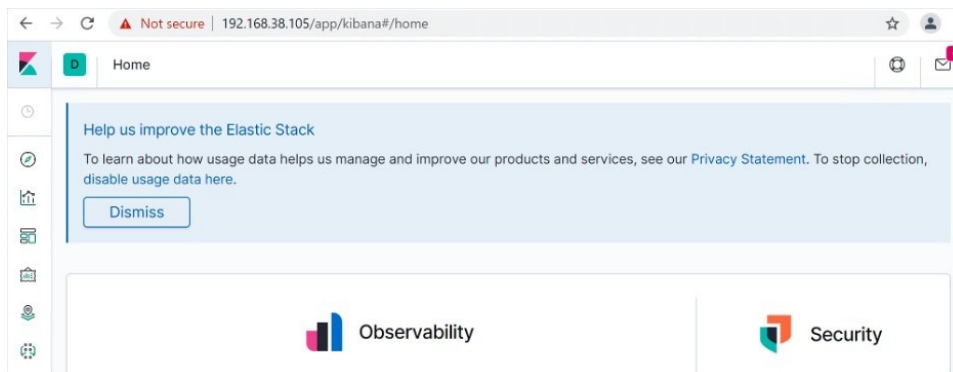 Not secure | 192.168.38.105/app/kibana#/home
D Home
Help us improve the Elastic Stack
To learn about how usage data helps us manage and improve our products and services, see our Privacy Statement. To stop collection,
disable usage data here.
Dismiss
Observability
Security